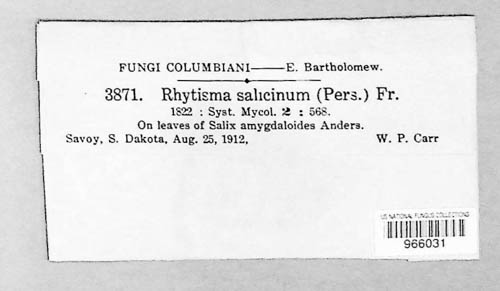 FUNGI COLUMBIANI—E. Bartholomew.
3871. Rhytisma salicinum (Pers.) Fr.
1822 : Syst. Mycol. 2 : 568.
On leaves of Salix amygdaloides Anders.
Savoy, S. Dakota, Aug. 25, 1912, W. P. Carr
US NATIONAL FUNGUS COLLECTIONS
966031